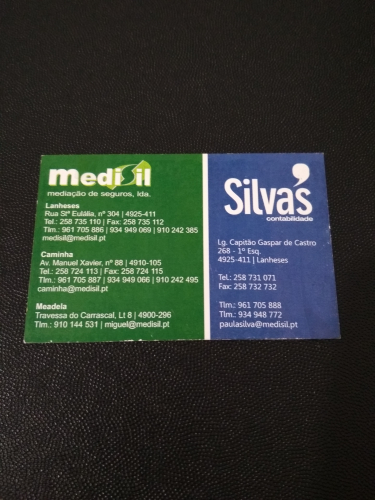 MediSil
mediação de seguros, lda.
Lanheses
Rua Stª Eulália, nº 304 | 4925-411
Tel.: 258 735 110 | Fax: 258 735 112
Tlm.: 961 705 886 | 934 949 069 | 910 242 385
medisil@medisil.pt
Caminha
Av. Manuel Xavier, nº 88 | 4910-105
Tel.: 258 724 113 | Fax: 258 724 115
Tlm.: 961 705 887 | 934 949 066 | 910 242 495
caminha@medisil.pt
Meadela
Travessa do Carrascal, Lt 8 | 4900-296
Tlm.: 910 144 531 | miguel@medisil.pt
Silva's
contabilidade
Lg. Capitão Gaspar de Castro
268 - 1º Esq.
4925-411 | Lanheses
Tel.: 258 731 071
Fax: 258 732 732
Tlm.: 961 705 888
Tlm.: 934 948 772
paulasilva@medisil.pt